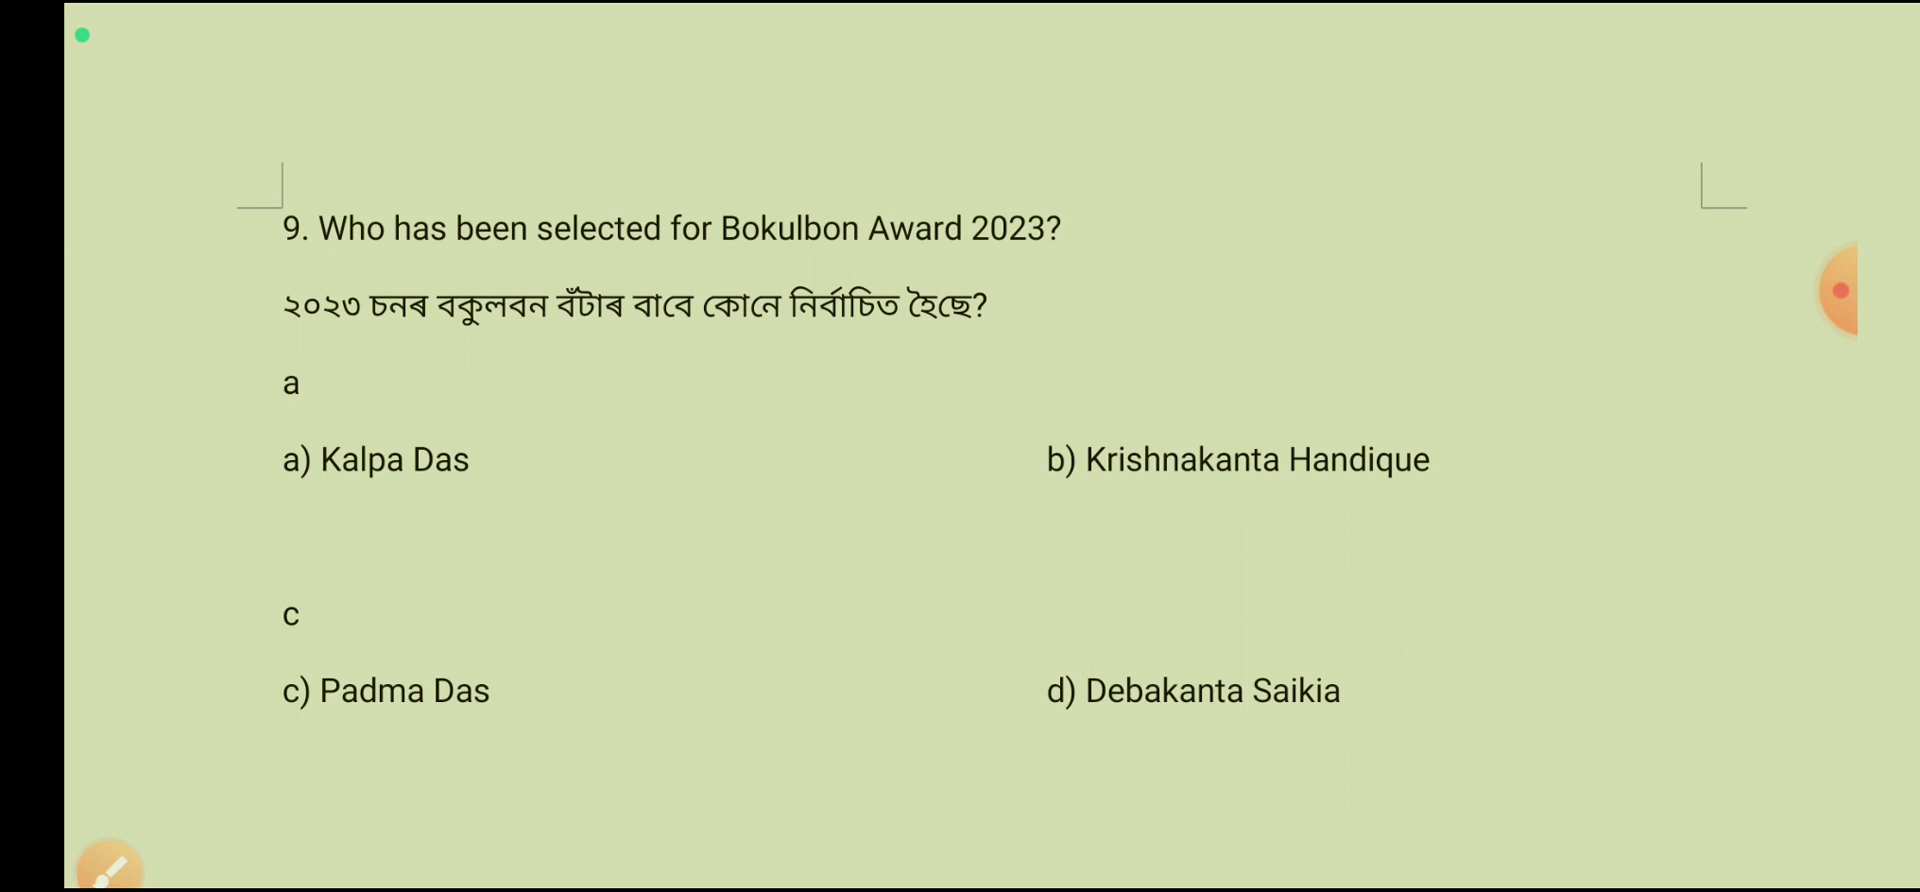 9. Who has been selected for Bokulbon Award 2023?
২০২৩ চনৰ বকুলবন বঁটাৰ বাবে কোনে নিৰ্বাচিত হৈছে?
a
a) Kalpa Das
b) Krishnakanta Handique
c
c) Padma Das
d) Debakanta Saikia